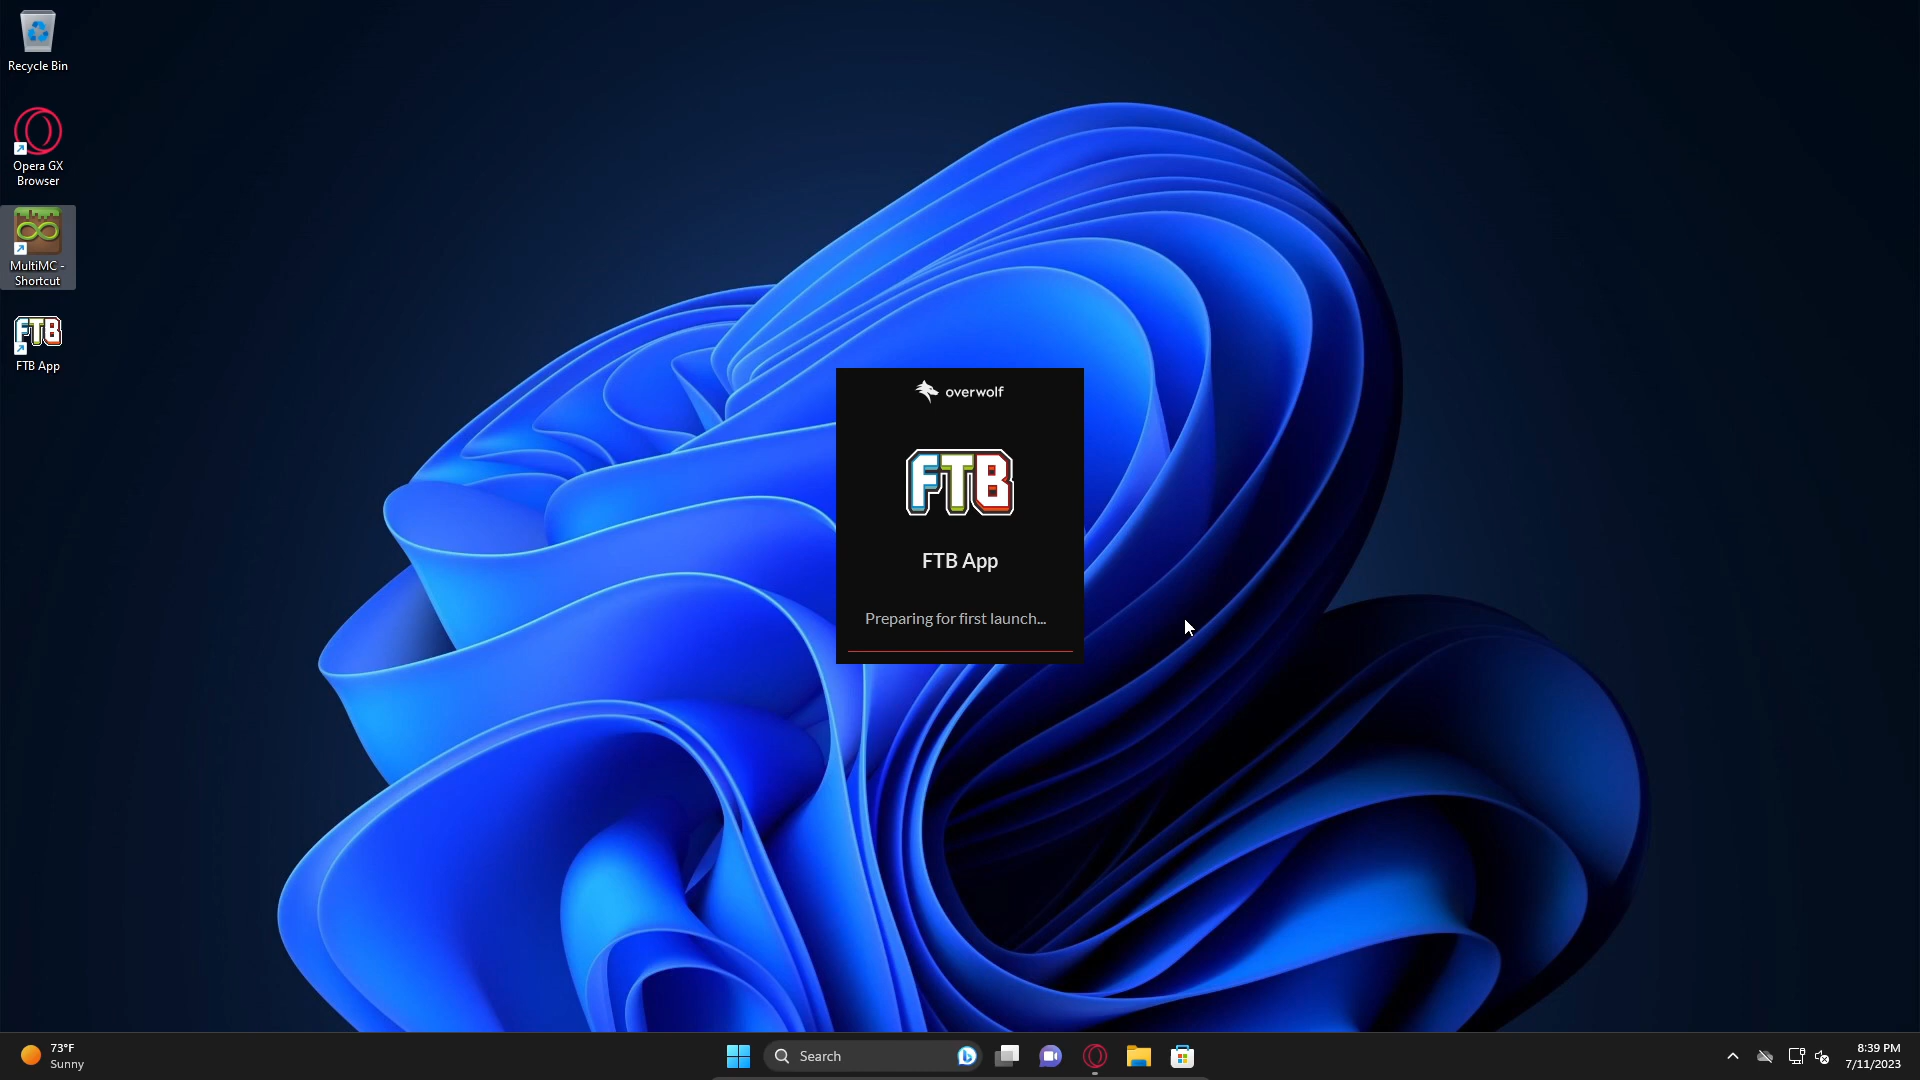 Recycle Bin
Opera GX
Browser
MultiMC -
Shortcut
FTB
FTB App
overwolf
FTB
FTB App
Preparing for first launch...
73°F
Sunny
Search
8:39 PM
7/11/2023